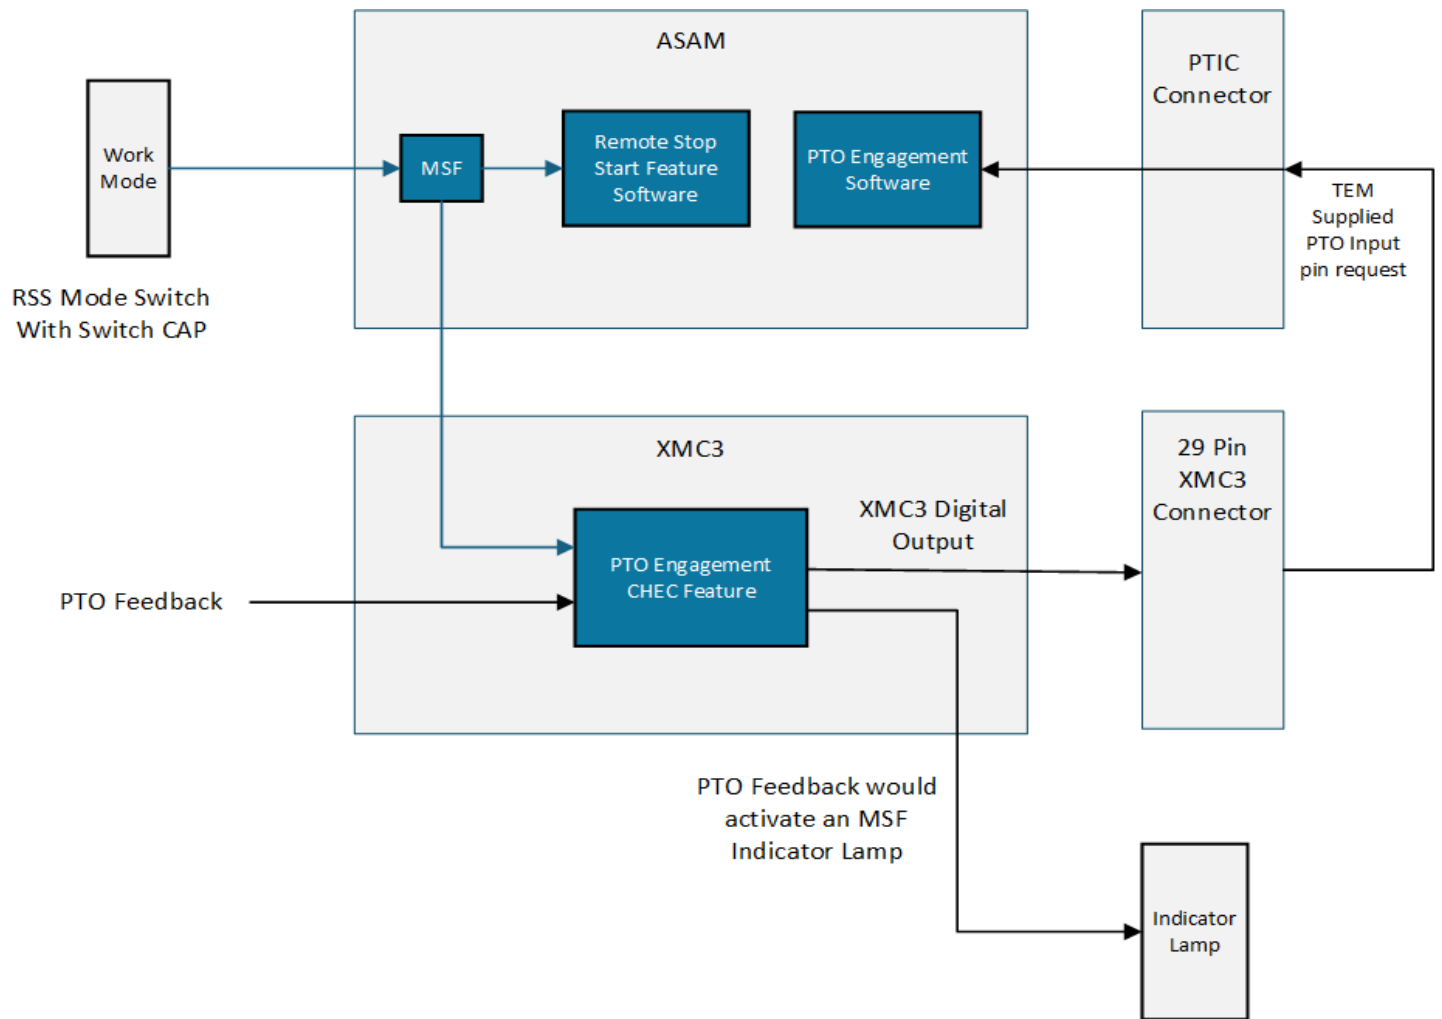 ASAM
PTIC
Connector
Work
Mode
MSF
Remote Stop
Start Feature
Software
PTO Engagement
Software
TEM
Supplied
PTO Input
pin request
RSS Mode Switch
With Switch CAP
XMC3
29 Pin
XMC3
Connector
XMC3 Digital
Output
PTO Engagement
CHEC Feature
PTO Feedback
PTO Feedback would
activate an MSF
Indicator Lamp
Indicator
Lamp